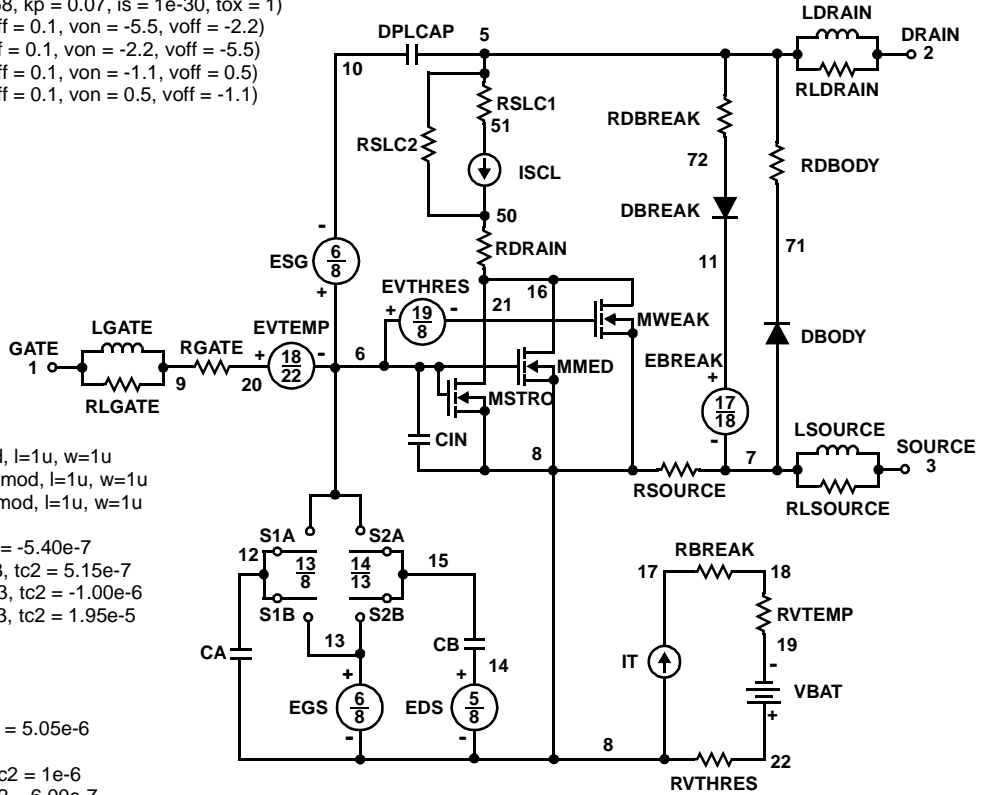 68, kp = 0.07, is = 1e-30, tox = 1)
ff = 0.1, von = -5.5, voff = -2.2)
f = 0.1, von = -2.2, voff = -5.5)
ff = 0.1, von = -1.1, voff = 0.5)
ff = 0.1, von = 0.5, voff = -1.1)
LDRAIN
DPLCAP
5
DRAIN
2
10
RLDRAIN
RSLC1
RDBREAK
51
RSLC2
72
RDBODY
ISCL
DBREAK
50
-
RDRAIN
71
6
8
ESG
11
EVTHRES
16
+
+
19
8
-
21
MWEAK
LGATE
EVTEMP
DBODY
GATE
1
RGATE
+
18
22
-
6
EBREAK
MMED
9
20
+
MSTRO
17
18
RLGATE
LSOURCE
CIN
-
SOURCE
3
8
7
RSOURCE
RLSOURCE
d, l=1u, w=1u
mod, l=1u, w=1u
mod, l=1u, w=1u
= -5.40e-7
3, tc2 = 5.15e-7
3, tc2 = -1.00e-6
3, tc2 = 1.95e-5
S1A
S2A
RBREAK
12
13
8
14
13
15
17
18
S1B
S2B
RVTEMP
13
CB
19
CA
14
IT
-
+
+
VBAT
EGS
6
8
EDS
5
8
+
-
-
8
22
RVTHRES
= 5.05e-6
c2 = 1e-6